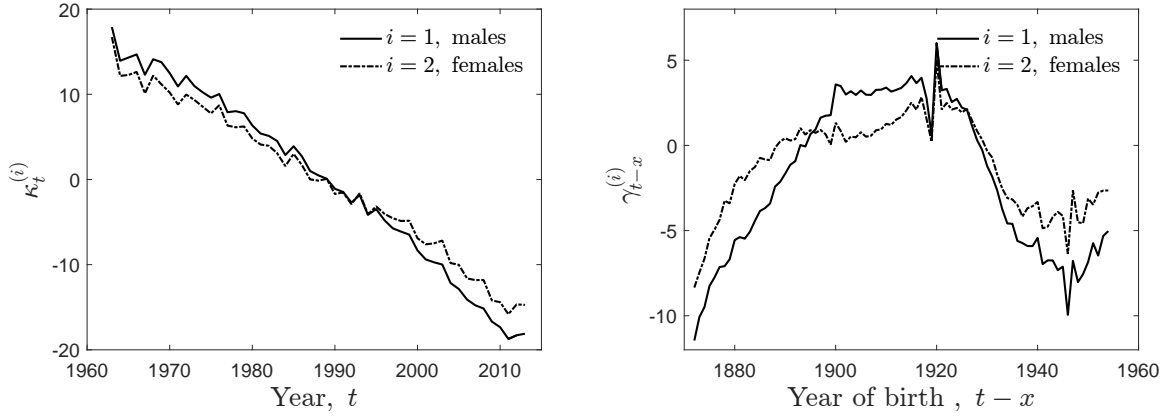 20
10
0
-10
-20
1960 1970 1980 1990 2000 2010
Year, t
κ_t^{(i)}
i = 1, males
i = 2, females
5
0
-5
-10
1880 1900 1920 1940 1960
Year of birth , t − x
γ_{t−x}^{(i)}
i = 1, males
i = 2, females